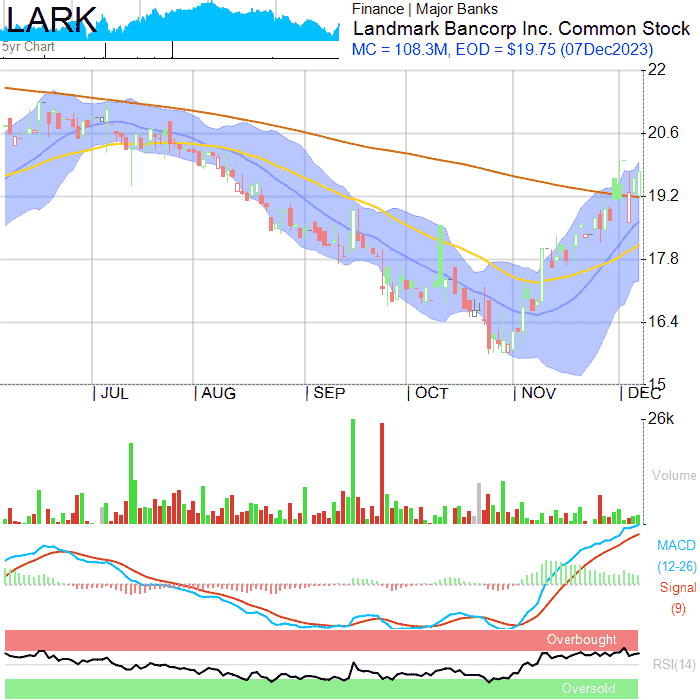 LARK
Finance | Major Banks
Landmark Bancorp Inc. Common Stock
5yr Chart
MC = 108.3M, EOD = $19.75 (07Dec2023)
22
20.6
19.2
17.8
16.4
15
JUL
AUG
SEP
OCT
NOV
DEC
26k
Volume
MACD
(12-26)
Signal
(9)
Overbought
RSI(14)
Oversold